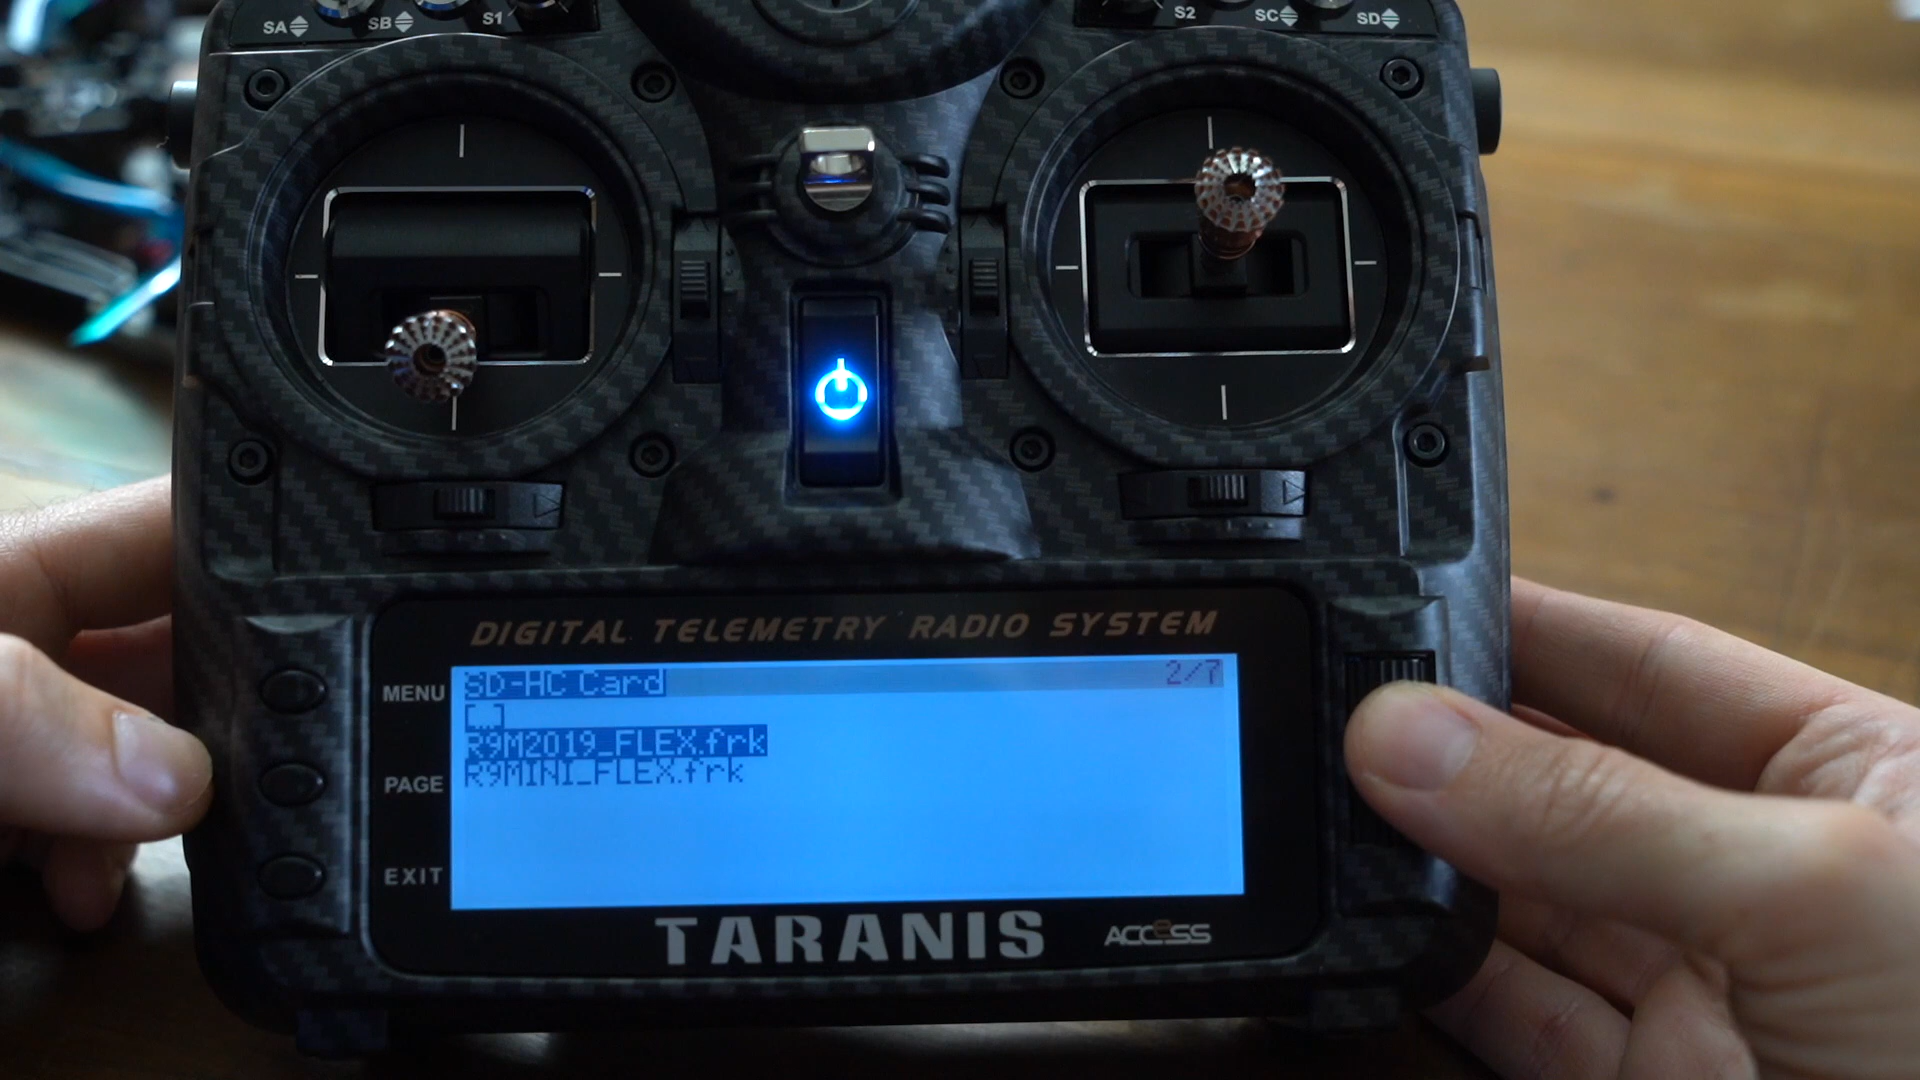 SA SB S1 S2 SC SD
DIGITAL TELEMETRY RADIO SYSTEM
SD-HC Card 2/7
[..]
MENU
R9M2019_FLEX.frk
R9MINI_FLEX.frk
PAGE
EXIT
TARANIS ACCESS